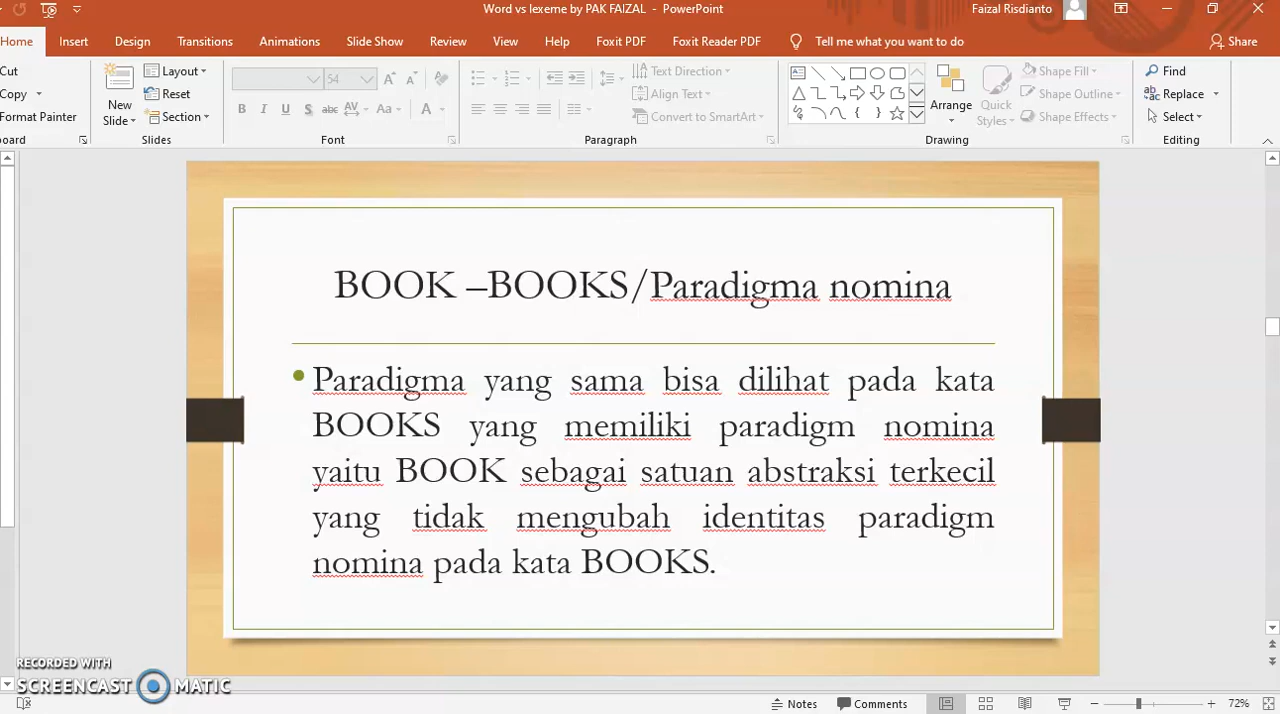 Word vs lexeme by PAK FAIZAL - PowerPoint
Faizal Risdianto
Home Insert Design Transitions Animations Slide Show Review View Help Foxit PDF Foxit Reader PDF Tell me what you want to do Share
Cut
Copy
Format Painter
New
Slide
Layout
Reset
Section
Slides
54
B I U S abc AV Aa A
Font
Text Direction
Align Text
Convert to SmartArt
Paragraph
Arrange
Quick
Styles
Shape Fill
Shape Outline
Shape Effects
Drawing
Find
Replace
Select
Editing
BOOK –BOOKS/Paradigma nomina
Paradigma yang sama bisa dilihat pada kata
BOOKS yang memiliki paradigm nomina
yaitu BOOK sebagai satuan abstraksi terkecil
yang tidak mengubah identitas paradigm
nomina pada kata BOOKS.
RECORDED WITH
SCREENCAST MATIC
Notes Comments 72%